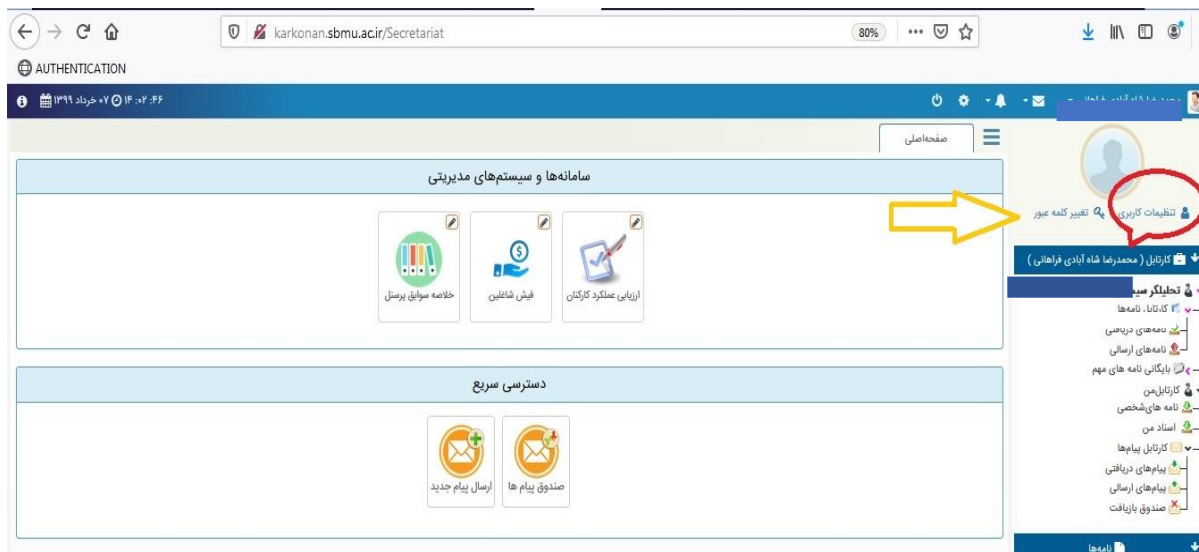 karkonan.sbmu.ac.ir/Secretariat
80%
AUTHENTICATION
۱۴ :۰۲ :۴۶
۰۷ خرداد ۱۳۹۹
صفحه‌اصلی
سامانه‌ها و سیستم‌های مدیریتی
ارزیابی عملکرد کارکنان
فیش شاغلین
خلاصه سوابق پرسنل
دسترسی سریع
صندوق پیام ها
ارسال پیام جدید
تنظیمات کاربری
تغییر کلمه عبور
کارتابل ( محمدرضا شاه آبادی فراهانی )
تحلیلگر
کارتابل نامه‌ها
نامه‌های دریافتی
نامه‌های ارسالی
بایگانی نامه های مهم
کارتابل‌من
نامه های‌شخصی
اسناد من
کارتابل پیام‌ها
پیام‌های دریافتی
پیام‌های ارسالی
صندوق بازیافت
نامه‌ها